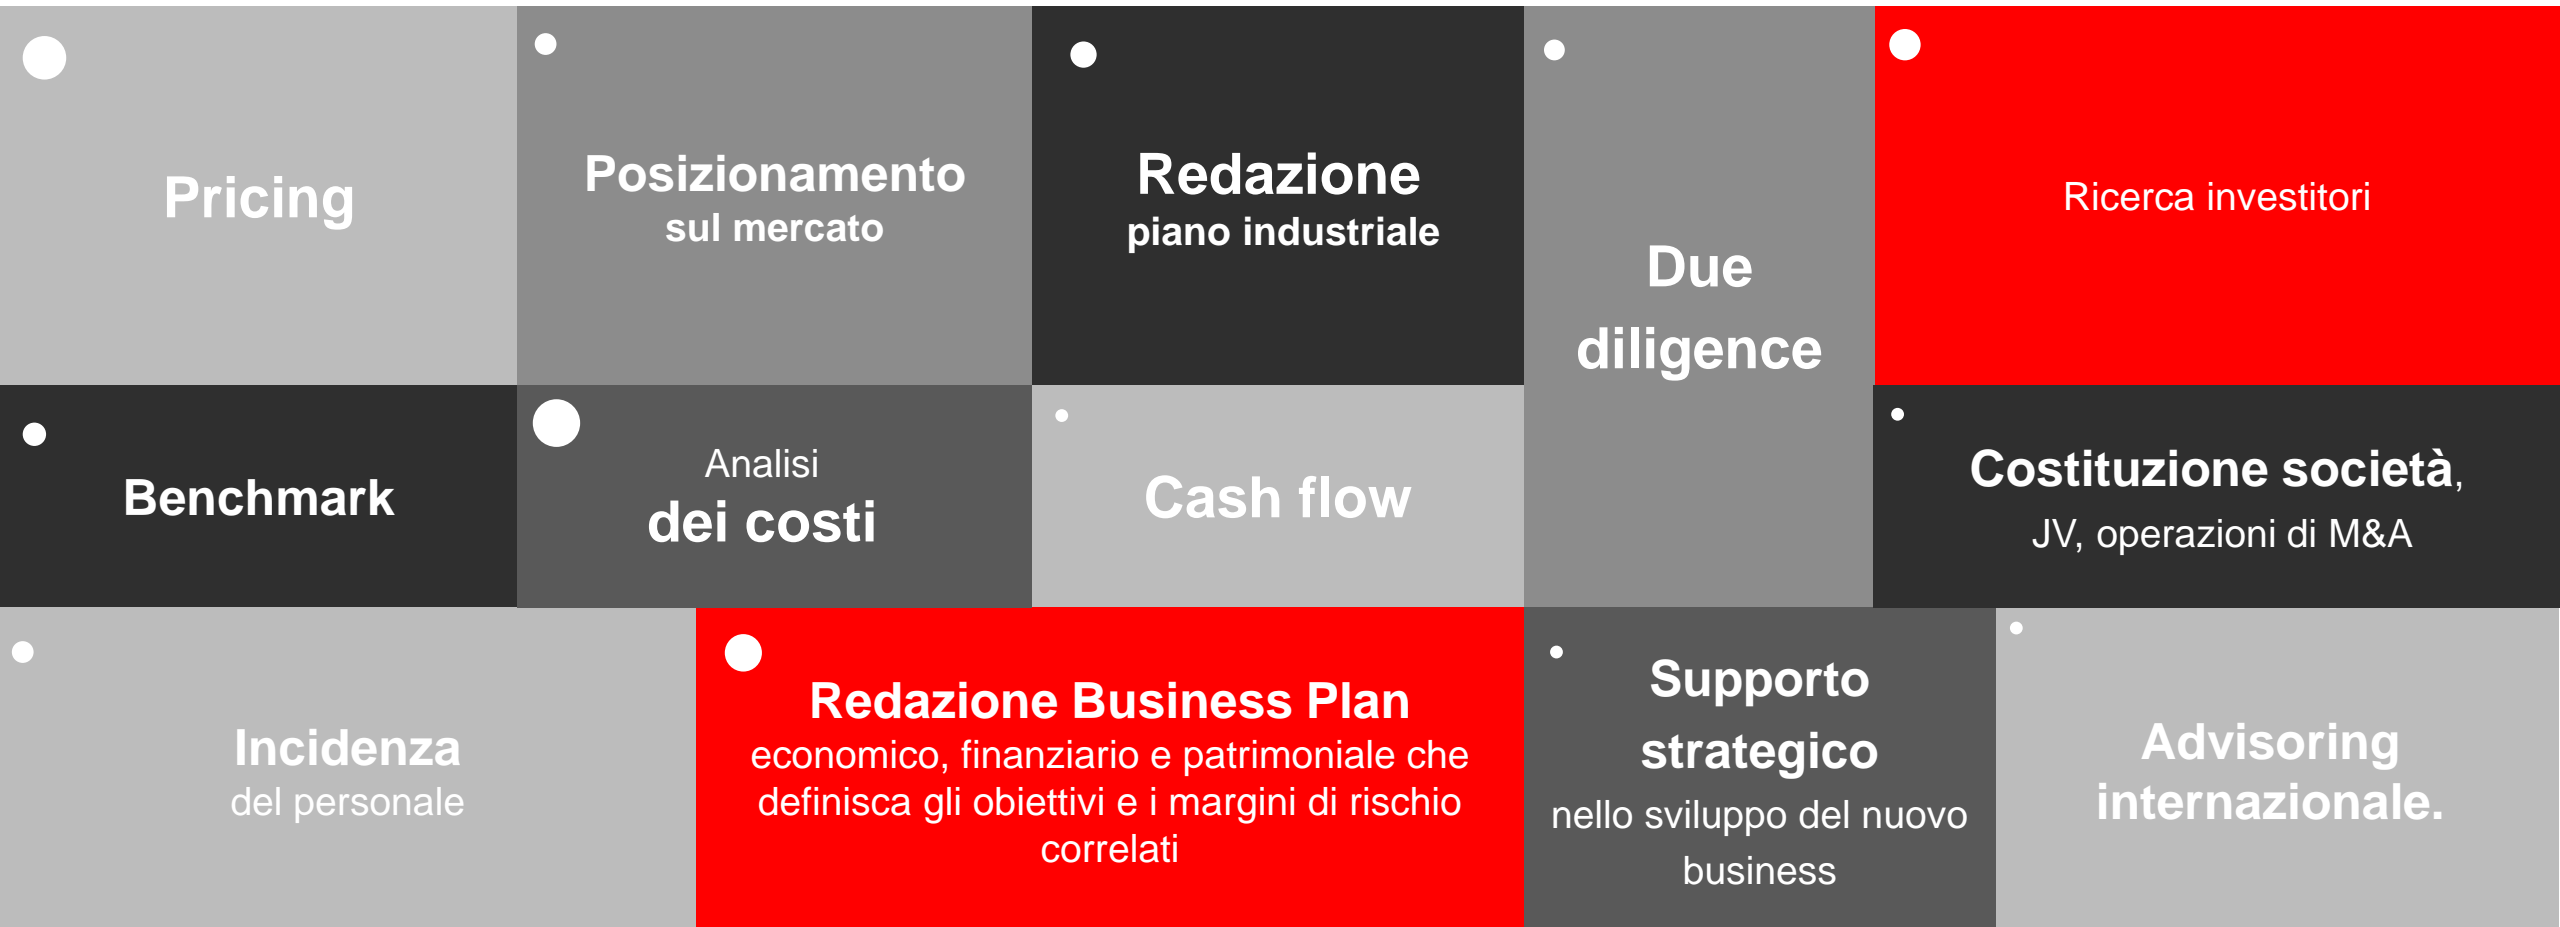 Pricing
Posizionamento
sul mercato
Redazione
piano industriale
Due
diligence
Ricerca investitori
Benchmark
Analisi
dei costi
Cash flow
Costituzione società,
JV, operazioni di M&A
Incidenza
del personale
Redazione Business Plan
economico, finanziario e patrimoniale che
definisca gli obiettivi e i margini di rischio
correlati
Supporto
strategico
nello sviluppo del nuovo
business
Advisoring
internazionale.